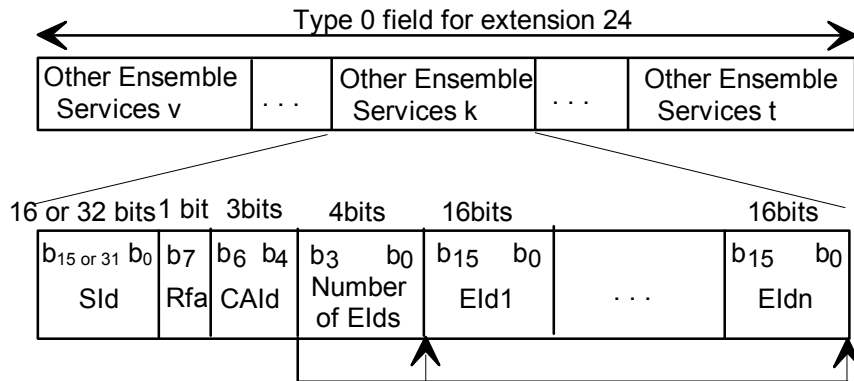 Type 0 field for extension 24
Other Ensemble Services v
. . .
Other Ensemble Services k
. . .
Other Ensemble Services t
16 or 32 bits 1 bit 3bits 4bits 16bits 16bits
b15 or 31 b0 b7 b6 b4 b3 b0 b15 b0 b15 b0
SId Rfa CAId Number of EIds EId1 . . . EIdn